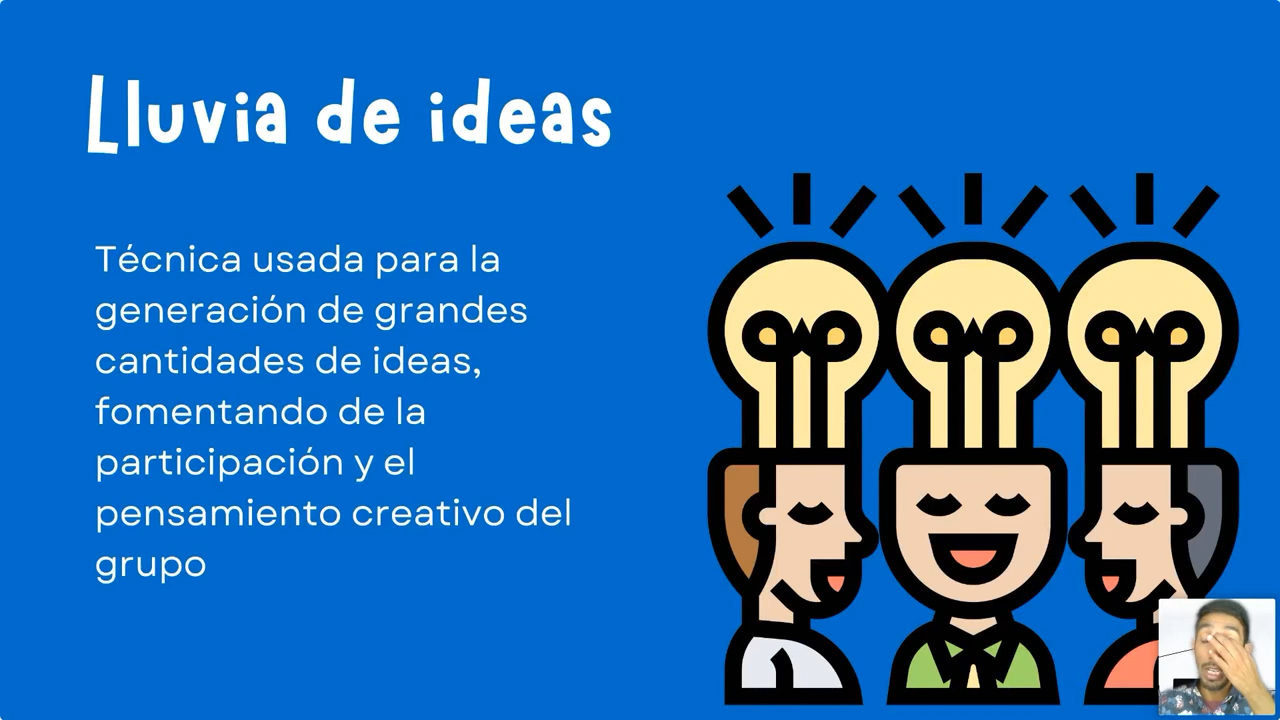 Lluvia de ideas
Técnica usada para la
generación de grandes
cantidades de ideas,
fomentando de la
participación y el
pensamiento creativo del
grupo